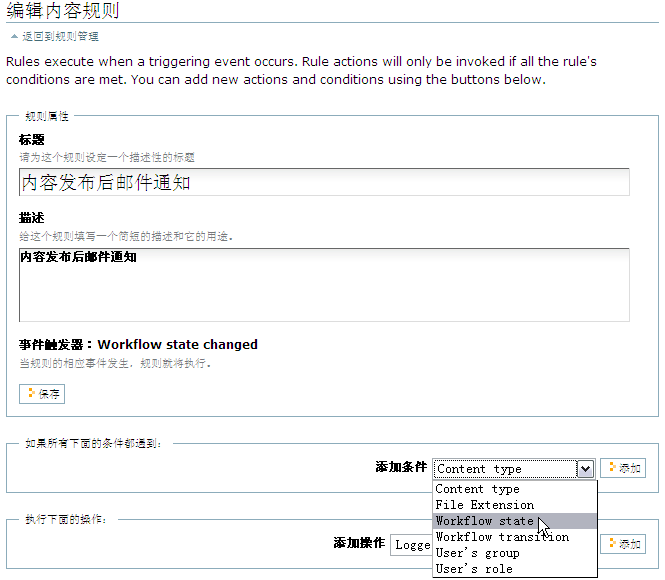 编辑内容规则
返回到规则管理
Rules execute when a triggering event occurs. Rule actions will only be invoked if all the rule's
conditions are met. You can add new actions and conditions using the buttons below.
规则属性
标题
请为这个规则设定一个描述性的标题
内容发布后邮件通知
描述
给这个规则填写一个简短的描述和它的用途。
内容发布后邮件通知
事件触发器：Workflow state changed
当规则的相应事件发生，规则就将执行。
保存
如果所有下面的条件都遇到：
添加条件 Content type 添加
Content type
File Extension
Workflow state
Workflow transition
User's group
User's role
执行下面的操作：
添加操作 Logge 添加